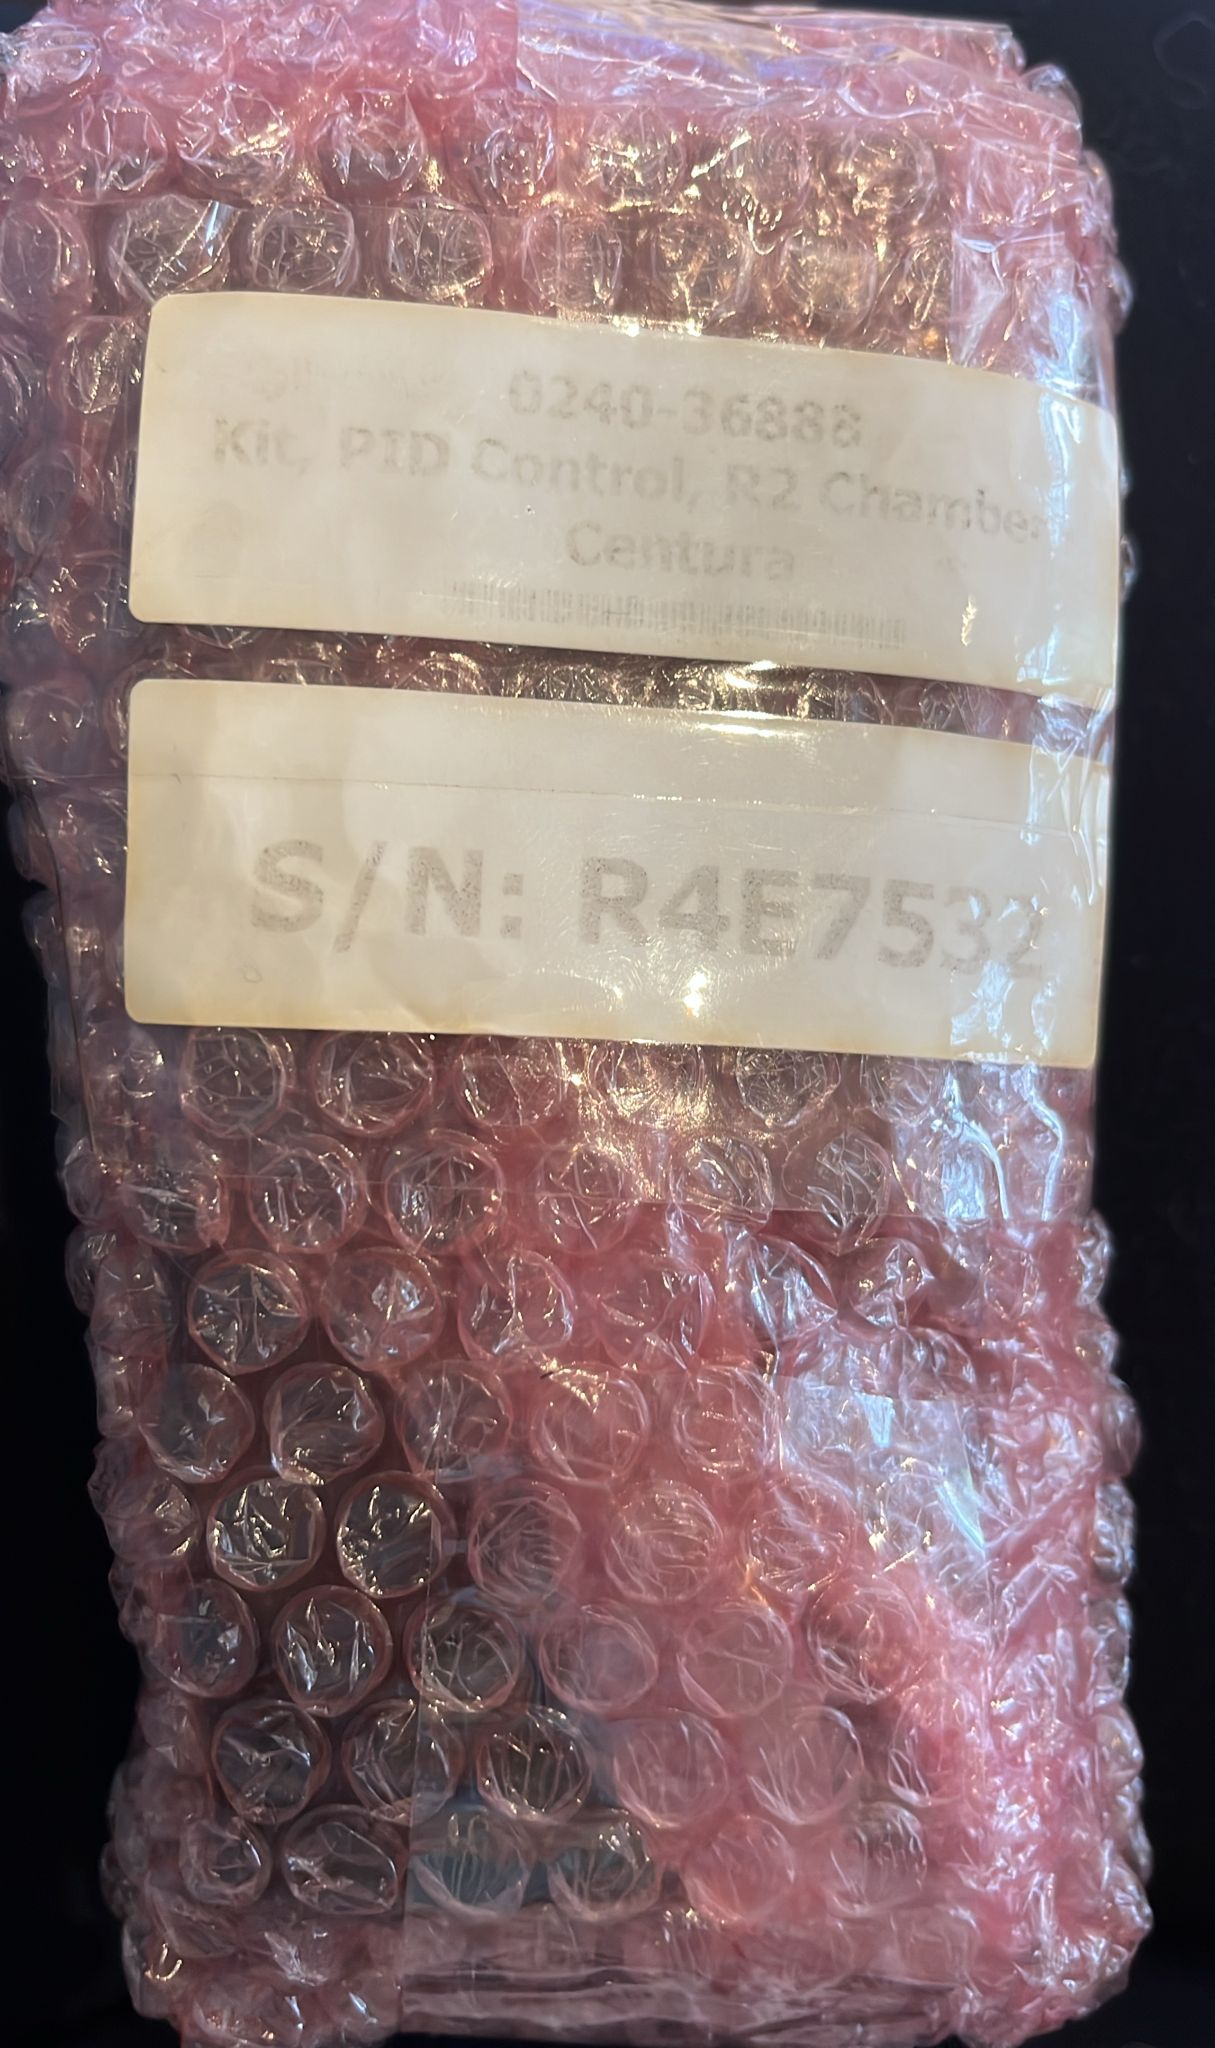 0240-36888
Kit, PID Control, R2 Chamber
Centura
S/N: R4E7532